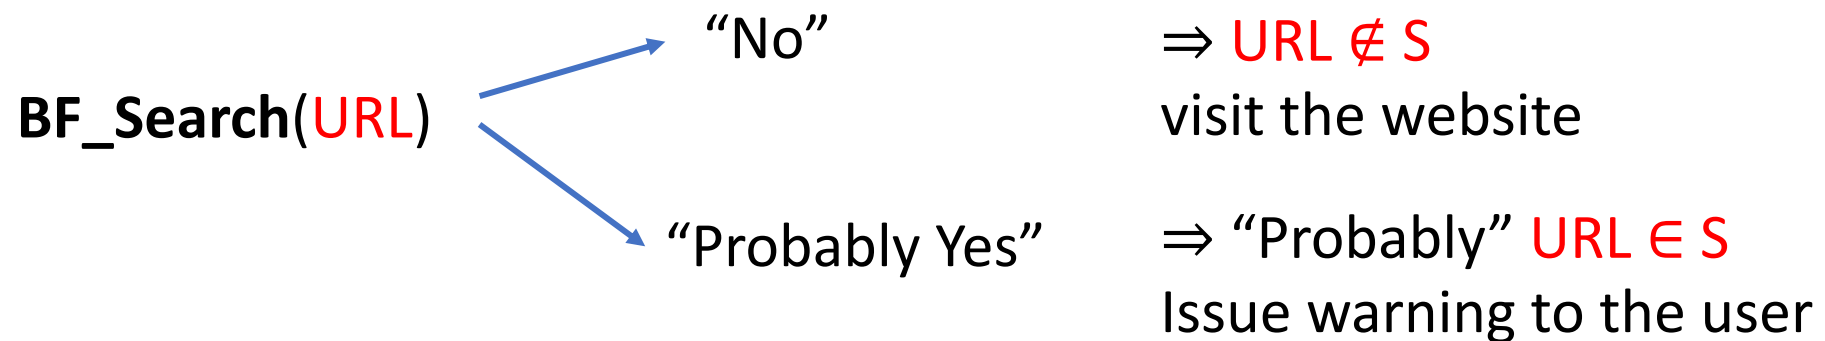 “No” ⇒ URL ∉ S
BF_Search(URL) visit the website
“Probably Yes” ⇒ “Probably” URL ∈ S
Issue warning to the user